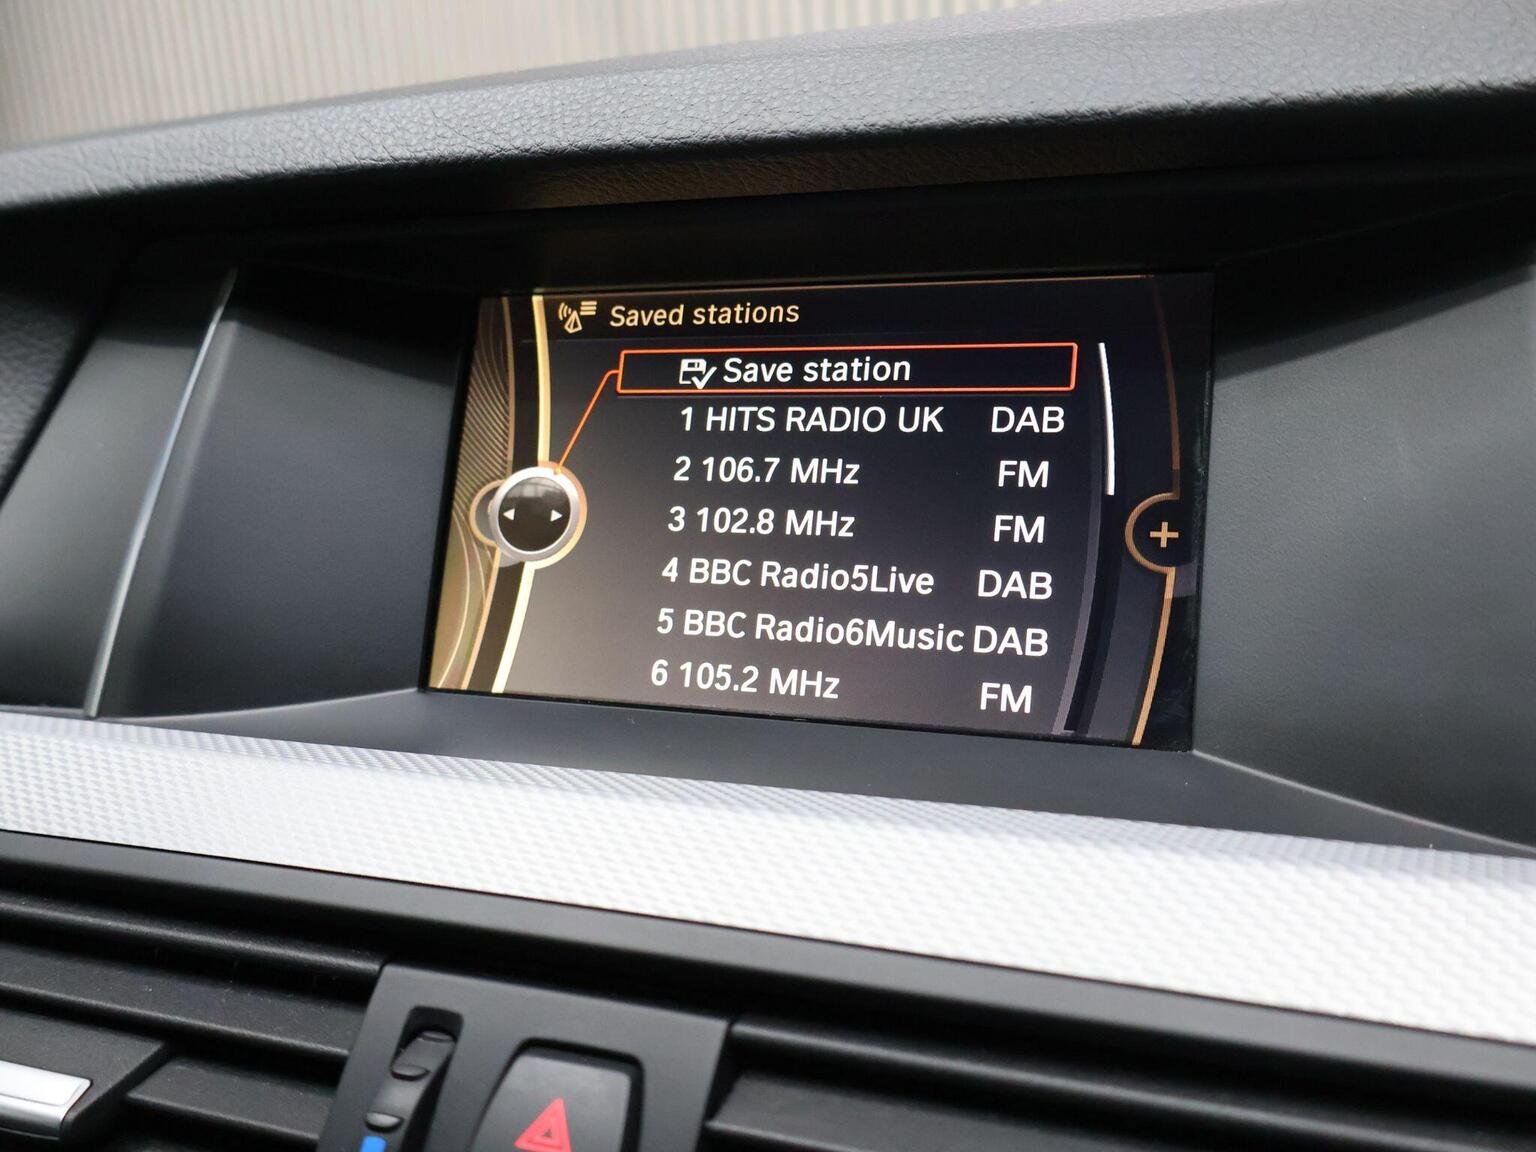 Saved stations
Save station
1 HITS RADIO UK DAB
2 106.7 MHz FM
3 102.8 MHz FM
4 BBC Radio5Live DAB
5 BBC Radio6Music DAB
6 105.2 MHz FM